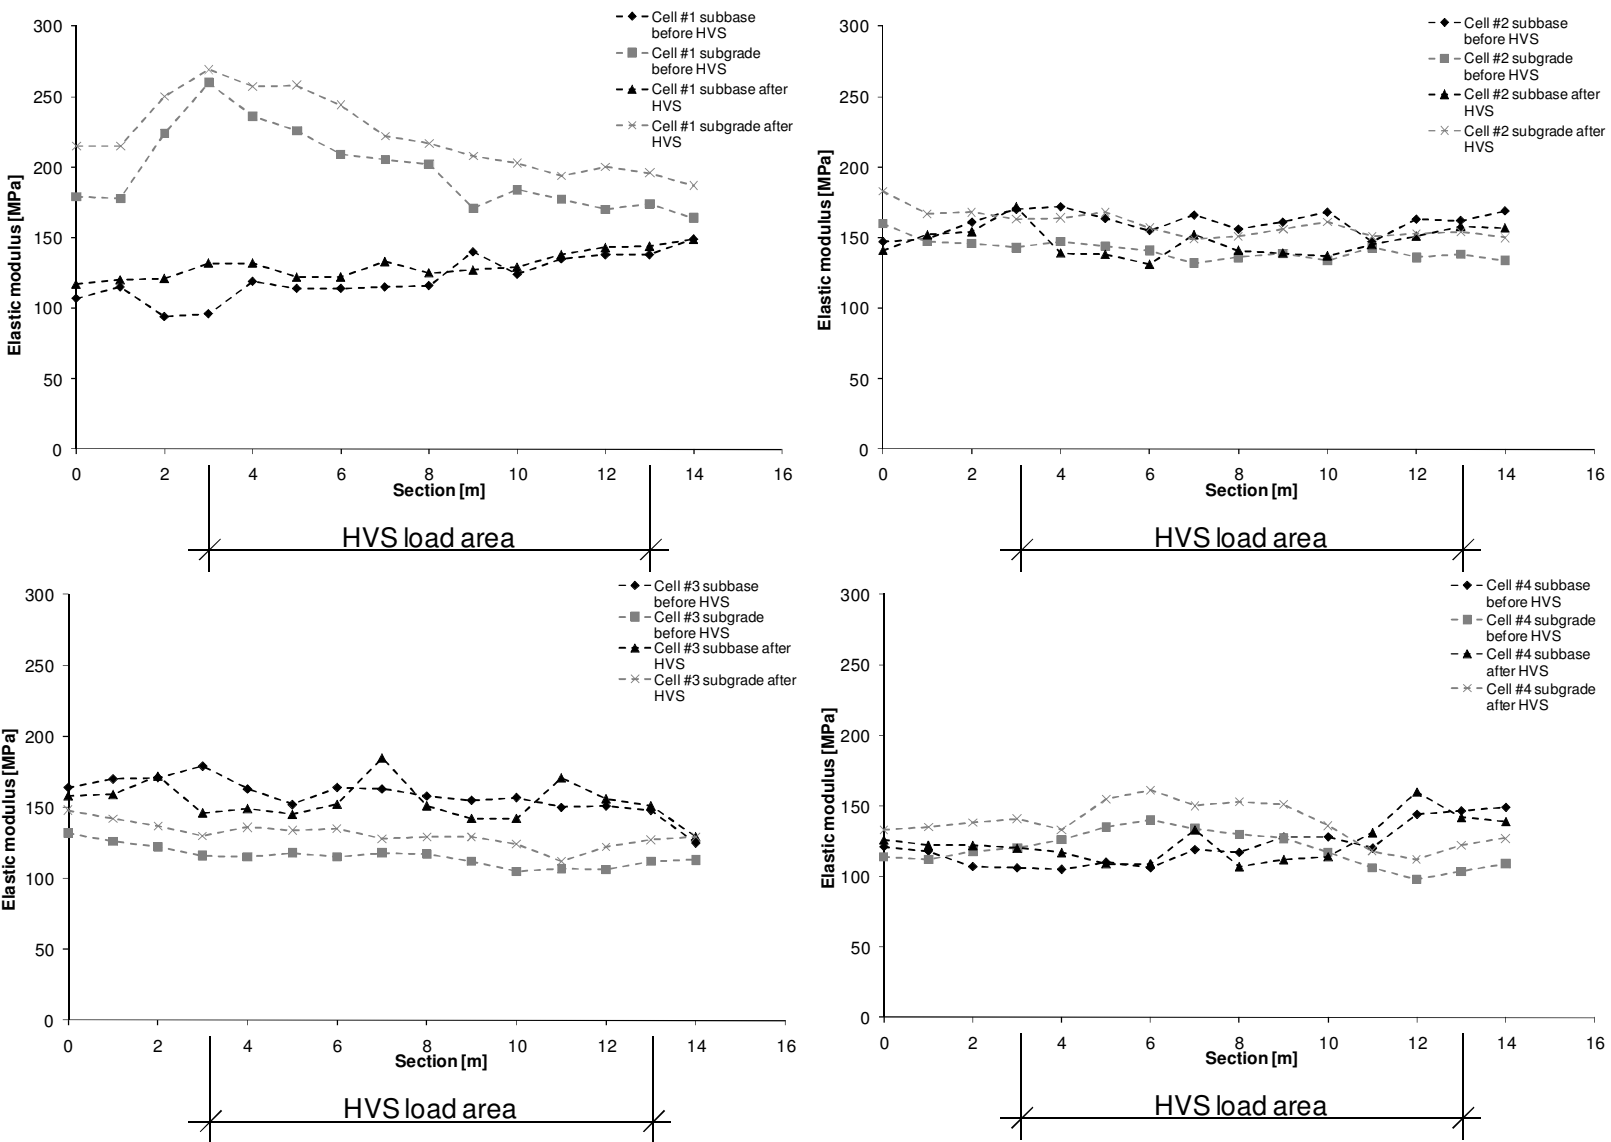 Cell #1 subbase
before HVS
Cell #1 subgrade
before HVS
Cell #1 subbase after
HVS
Cell #1 subgrade after
HVS
300
250
200
150
100
50
0
Elastic modulus [MPa]
0 2 4 6 8 10 12 14 16
Section [m]
HVS load area
Cell #2 subbase
before HVS
Cell #2 subgrade
before HVS
Cell #2 subbase after
HVS
Cell #2 subgrade after
HVS
300
250
200
150
100
50
0
Elastic modulus [MPa]
0 2 4 6 8 10 12 14 16
Section [m]
HVS load area
Cell #3 subbase
before HVS
Cell #3 subgrade
before HVS
Cell #3 subbase after
HVS
Cell #3 subgrade after
HVS
300
250
200
150
100
50
0
Elastic modulus [MPa]
0 2 4 6 8 10 12 14 16
Section [m]
HVS load area
Cell #4 subbase
before HVS
Cell #4 subgrade
before HVS
Cell #4 subbase
after HVS
Cell #4 subgrade
after HVS
300
250
200
150
100
50
0
Elastic modulus [MPa]
0 2 4 6 8 10 12 14 16
Section [m]
HVS load area